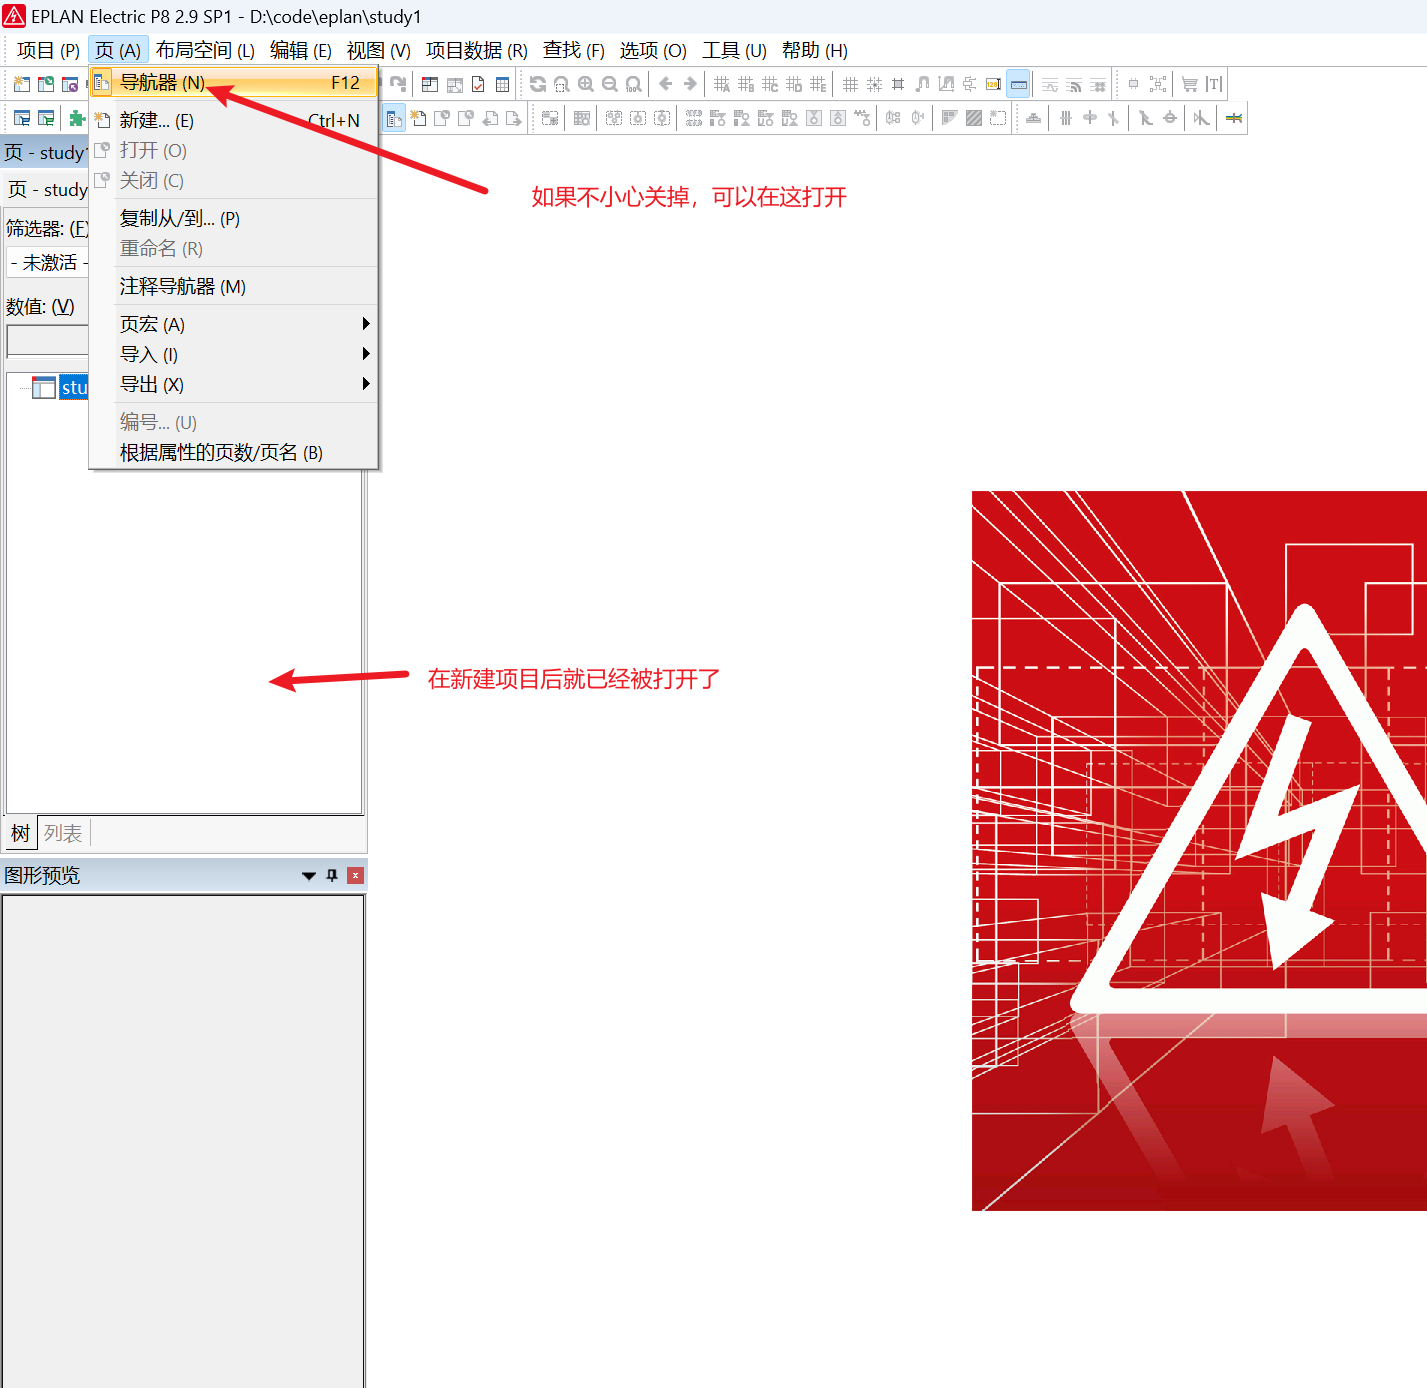 EPLAN Electric P8 2.9 SP1 - D:\code\eplan\study1
项目 (P) 页 (A) 布局空间 (L) 编辑 (E) 视图 (V) 项目数据 (R) 查找 (F) 选项 (O) 工具 (U) 帮助 (H)
导航器 (N) F12
新建... (E) Ctrl+N
打开 (O)
关闭 (C)
复制从/到... (P)
重命名 (R)
注释导航器 (M)
页宏 (A)
导入 (I)
导出 (X)
编号... (U)
根据属性的页数/页名 (B)
如果不小心关掉，可以在这打开
页 - study1
页 - study
筛选器: (F)
- 未激活 -
数值: (V)
stu
在新建项目后就已经被打开了
树 列表
图形预览